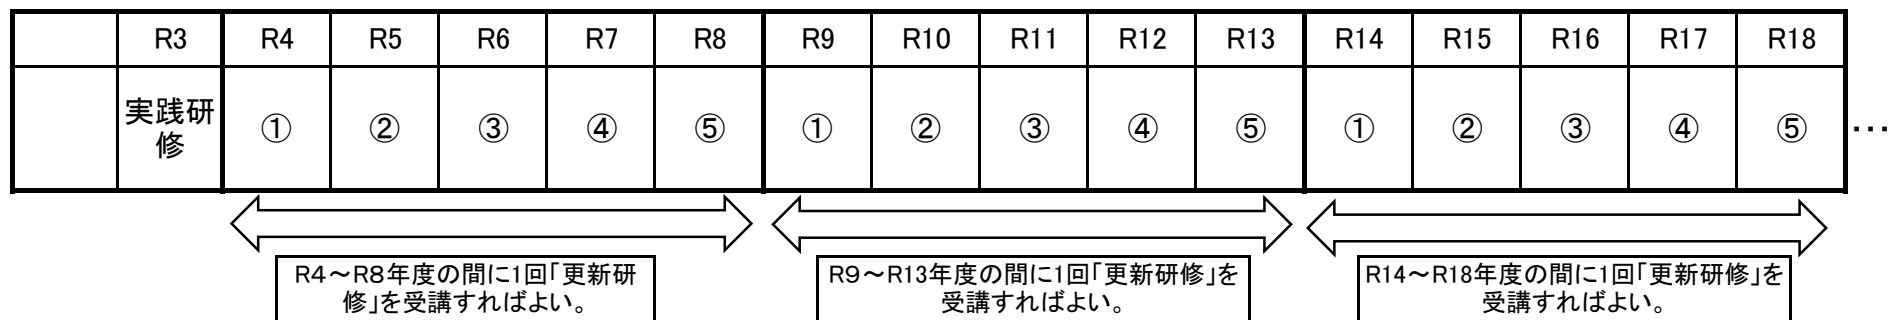 R3 R4 R5 R6 R7 R8 R9 R10 R11 R12 R13 R14 R15 R16 R17 R18
実践研
修 ① ② ③ ④ ⑤ ① ② ③ ④ ⑤ ① ② ③ ④ ⑤ …
R4～R8年度の間に1回「更新研
修」を受講すればよい。
R9～R13年度の間に1回「更新研修」を
受講すればよい。
R14～R18年度の間に1回「更新研修」を
受講すればよい。